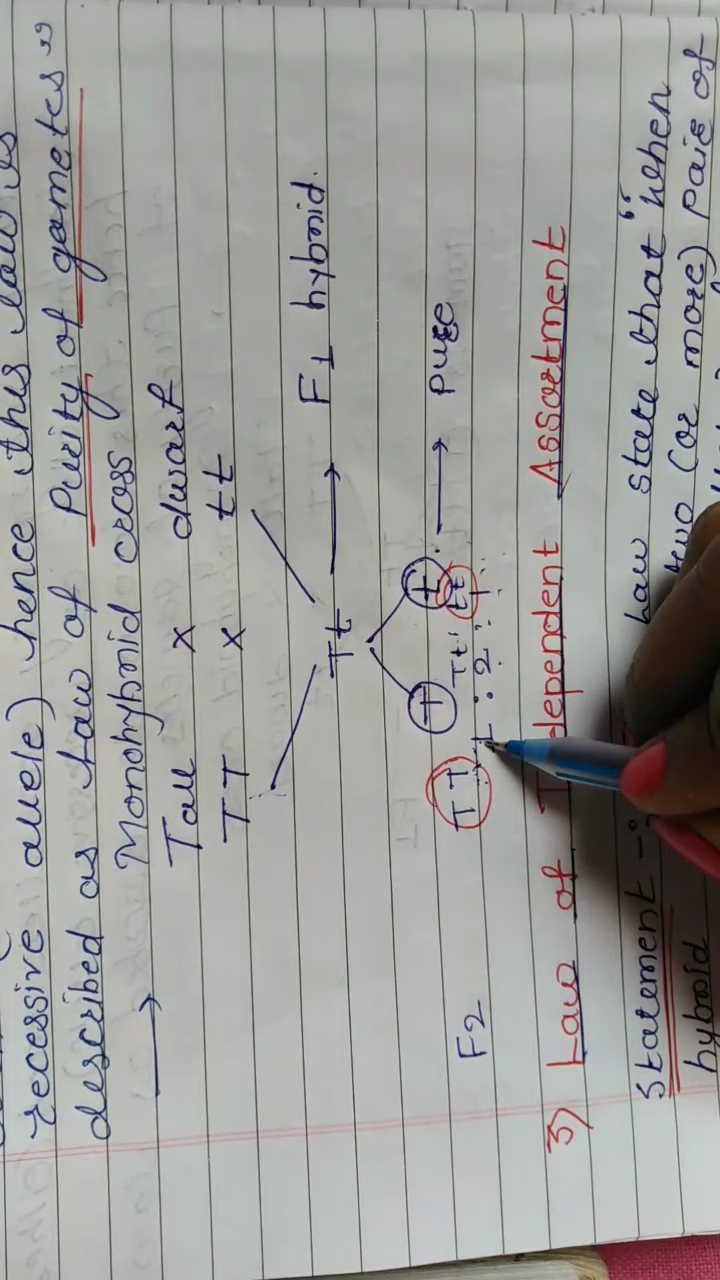 recessive allele) hence this law is
described as Law of Purity of gametes"
→ Monohybrid cross
Tall x dwarf
TT x tt
Tt → F1 hybrid.
T t → pure
F2 TT Tt tt
1 : 2 : 1
3) Law of Independent Assortment
Statement -: Law state that "when
hybrid two (or more) pair of